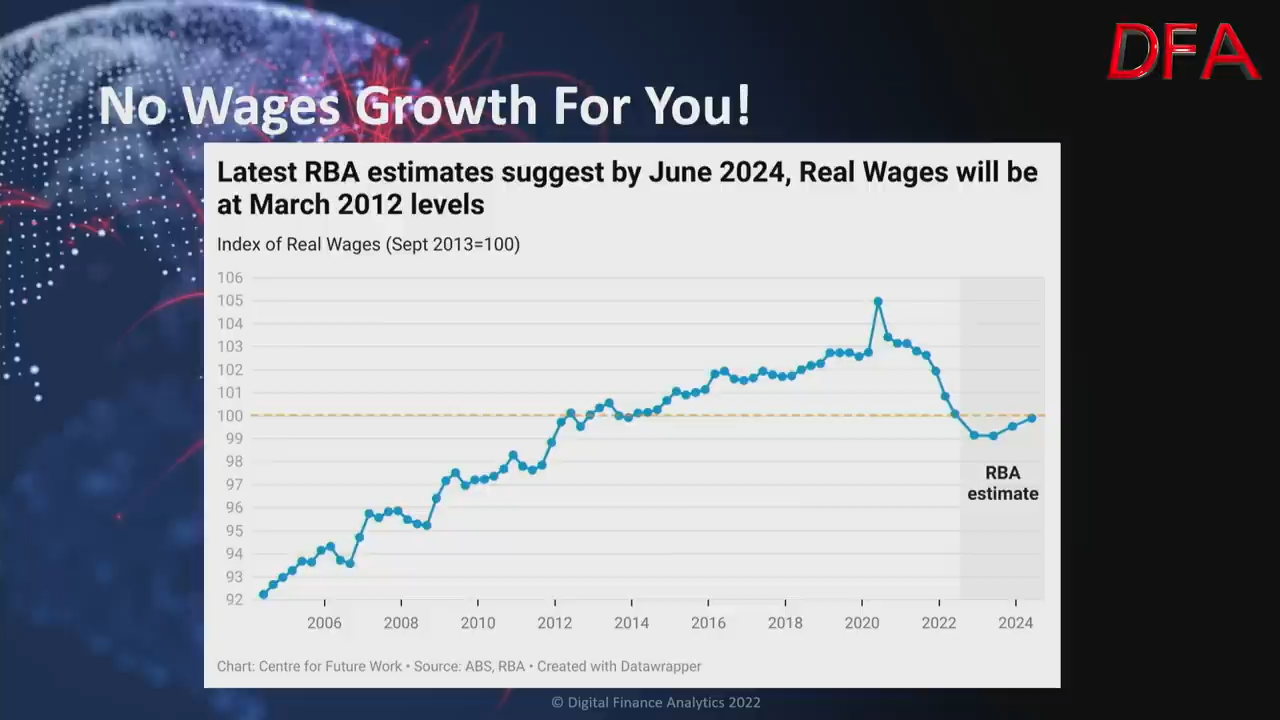 DFA
No Wages Growth For You!
Latest RBA estimates suggest by June 2024, Real Wages will be
at March 2012 levels
Index of Real Wages (Sept 2013=100)
106
105
104
103
102
101
100
99
98
97
96
95
94
93
92
RBA
estimate
2006 2008 2010 2012 2014 2016 2018 2020 2022 2024
Chart: Centre for Future Work • Source: ABS, RBA • Created with Datawrapper
© Digital Finance Analytics 2022